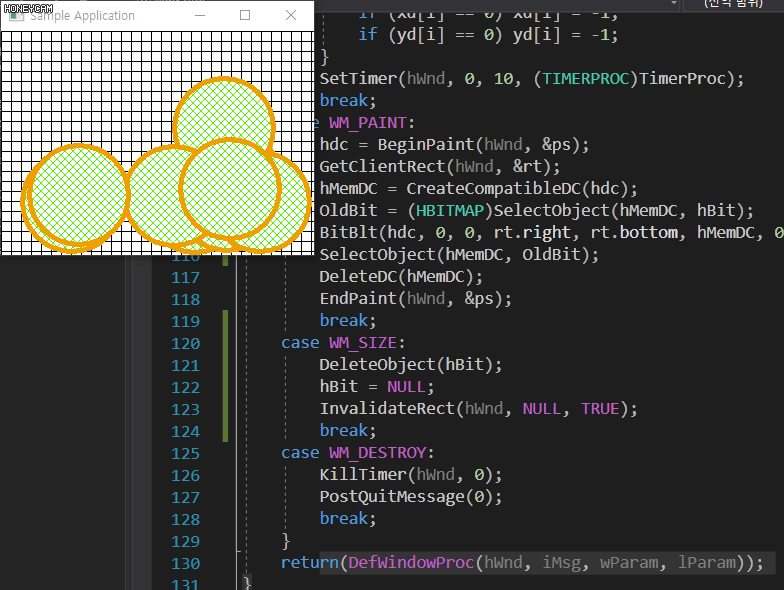 HONEYCAM
Sample Application
(전역 범위)
if (xd[i] == 0) xd[i] = -1;
if (yd[i] == 0) yd[i] = -1;
}
SetTimer(hWnd, 0, 10, (TIMERPROC)TimerProc);
break;
e WM_PAINT:
hdc = BeginPaint(hWnd, &ps);
GetClientRect(hWnd, &rt);
hMemDC = CreateCompatibleDC(hdc);
OldBit = (HBITMAP)SelectObject(hMemDC, hBit);
BitBlt(hdc, 0, 0, rt.right, rt.bottom, hMemDC, 0
116 SelectObject(hMemDC, OldBit);
117 DeleteDC(hMemDC);
118 EndPaint(hWnd, &ps);
119 break;
120 case WM_SIZE:
121 DeleteObject(hBit);
122 hBit = NULL;
123 InvalidateRect(hWnd, NULL, TRUE);
124 break;
125 case WM_DESTROY:
126 KillTimer(hWnd, 0);
127 PostQuitMessage(0);
128 break;
129 }
130 return(DefWindowProc(hWnd, iMsg, wParam, lParam));
131 }